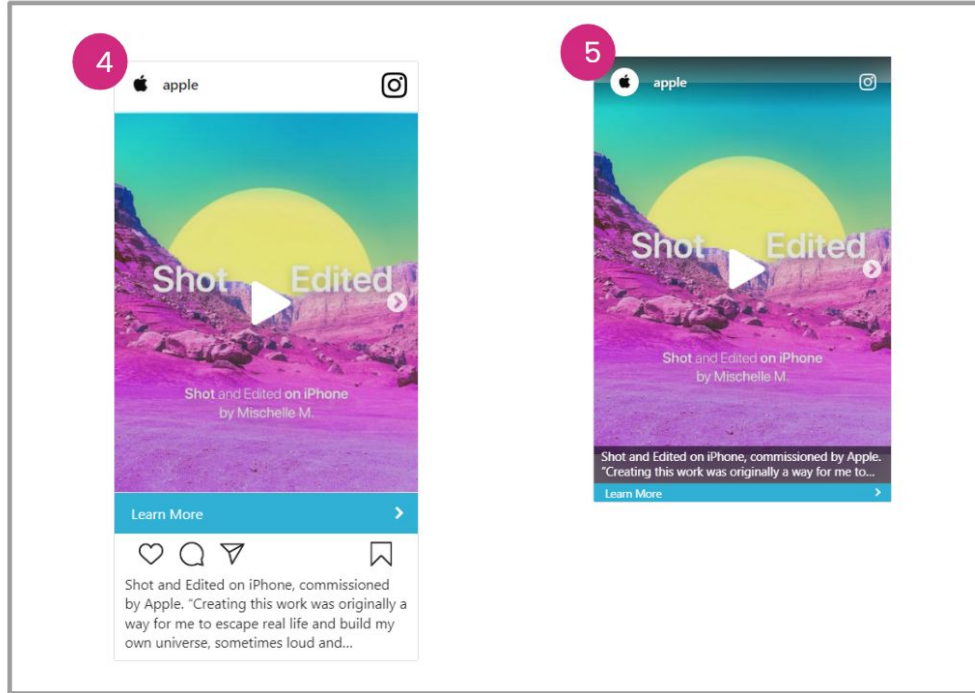 4
apple
Shot Edited
Shot and Edited on iPhone
by Mischelle M.
Learn More
Shot and Edited on iPhone, commissioned
by Apple. “Creating this work was originally a
way for me to escape real life and build my
own universe, sometimes loud and...
5
apple
Shot Edited
Shot and Edited on iPhone
by Mischelle M.
Shot and Edited on iPhone, commissioned by Apple.
“Creating this work was originally a way for me to...
Learn More